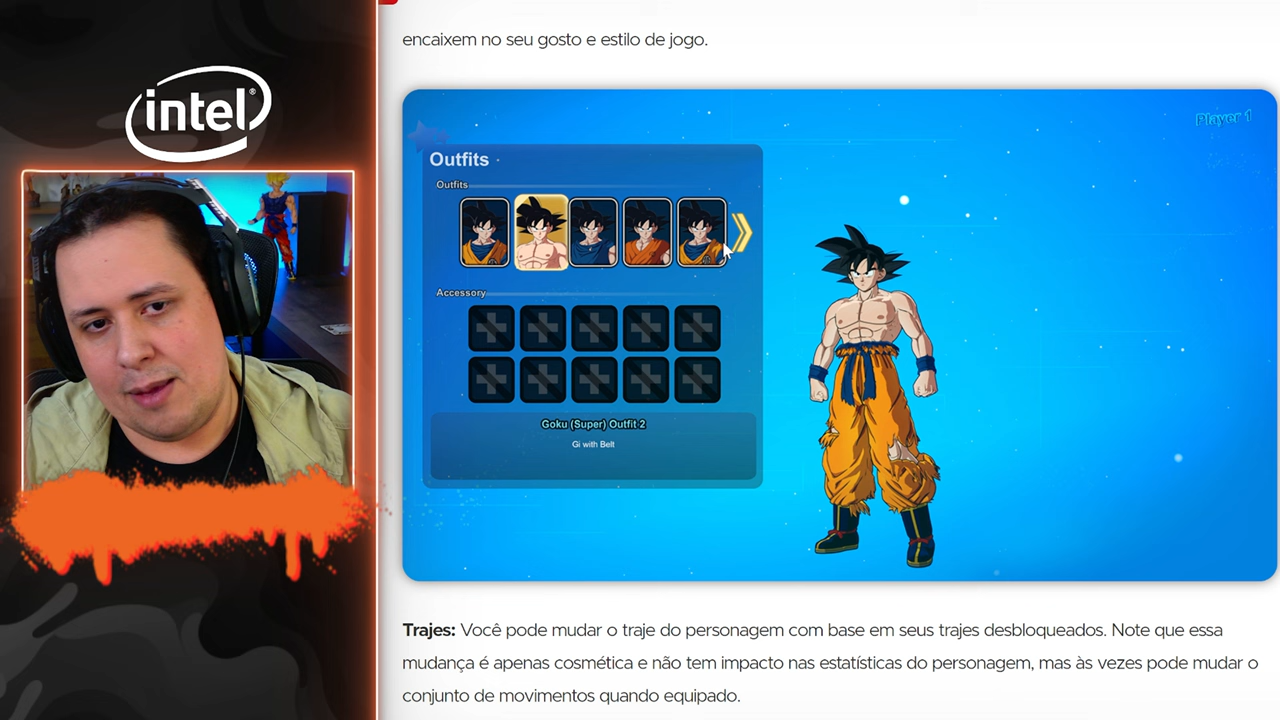 encaixem no seu gosto e estilo de jogo.
intel®
Player 1
Outfits
Outfits
Accessory
Goku (Super) Outfit 2
Gi with Belt
Trajes: Você pode mudar o traje do personagem com base em seus trajes desbloqueados. Note que essa
mudança é apenas cosmética e não tem impacto nas estatísticas do personagem, mas às vezes pode mudar o
conjunto de movimentos quando equipado.